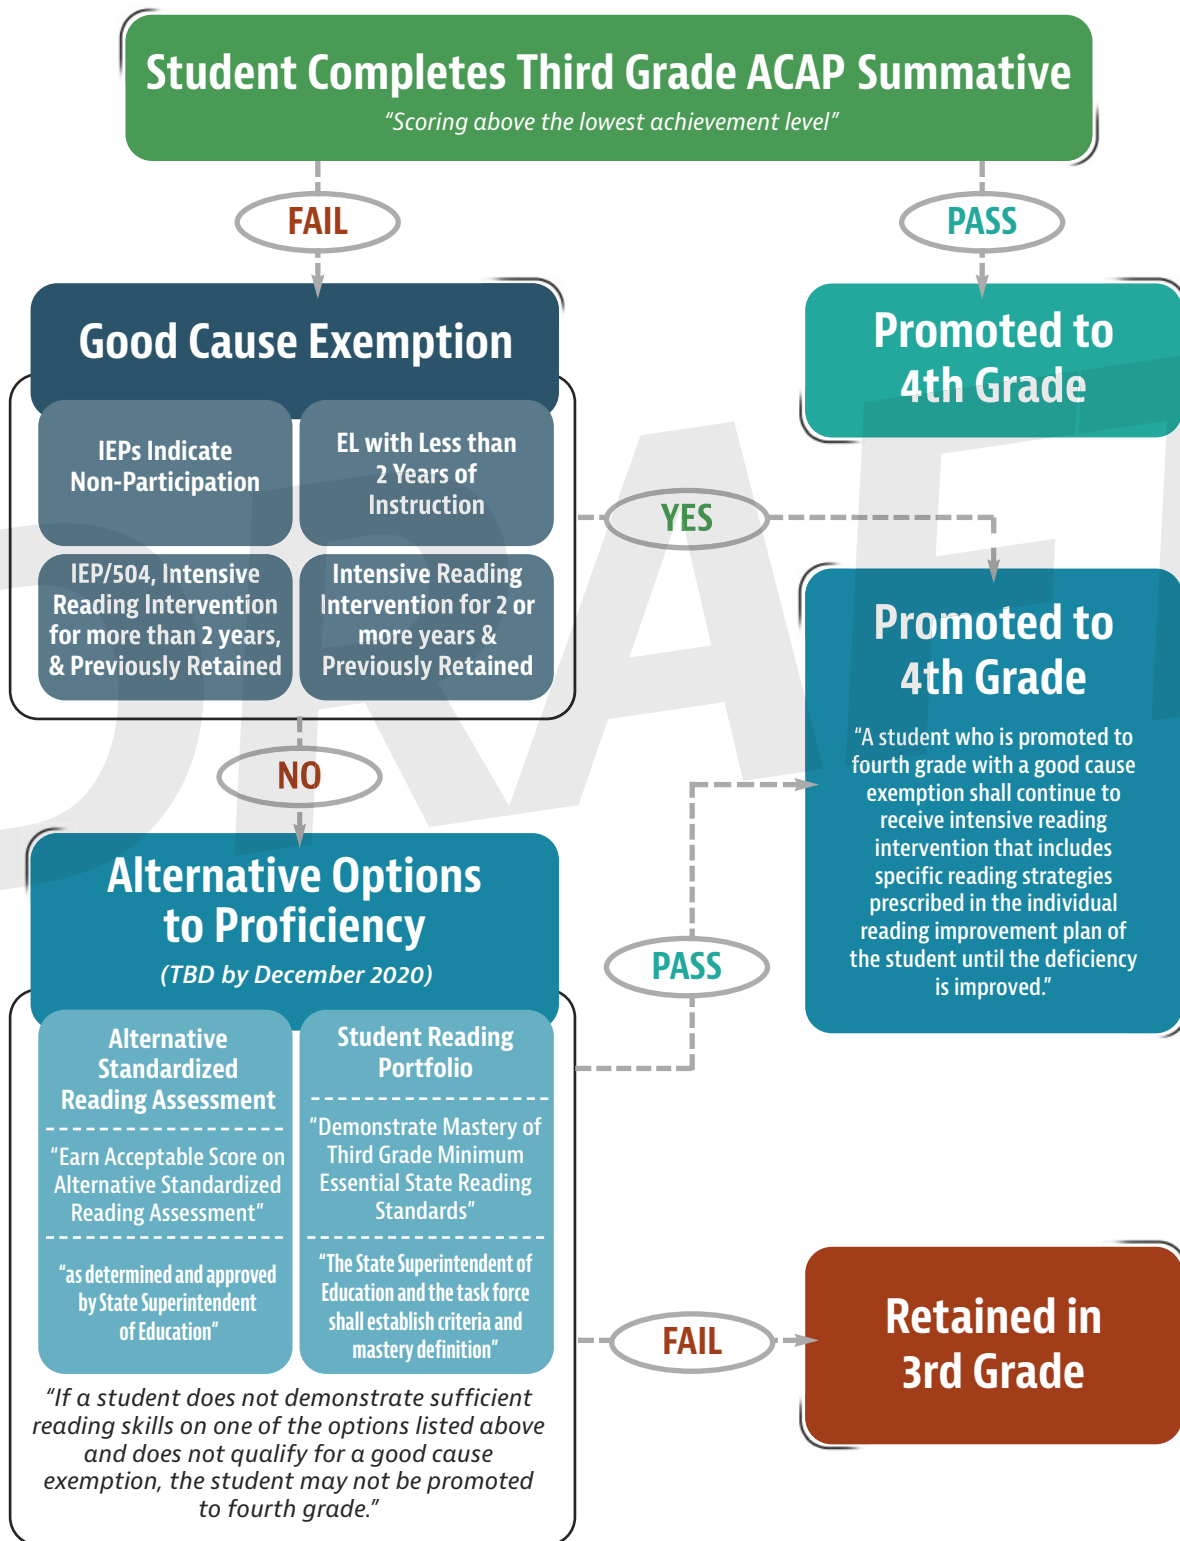 Student Completes Third Grade ACAP Summative
“Scoring above the lowest achievement level”
FAIL
PASS
Good Cause Exemption
IEPs Indicate
Non-Participation
EL with Less than
2 Years of
Instruction
IEP/504, Intensive
Reading Intervention
for more than 2 years,
& Previously Retained
Intensive Reading
Intervention for 2 or
more years &
Previously Retained
Promoted to
4th Grade
YES
Promoted to
4th Grade
“A student who is promoted to
fourth grade with a good cause
exemption shall continue to
receive intensive reading
intervention that includes
specific reading strategies
prescribed in the individual
reading improvement plan of
the student until the deficiency
is improved.”
NO
Alternative Options
to Proficiency
(TBD by December 2020)
Alternative
Standardized
Reading Assessment
“Earn Acceptable Score on
Alternative Standardized
Reading Assessment”
“as determined and approved
by State Superintendent
of Education”
Student Reading
Portfolio
“Demonstrate Mastery of
Third Grade Minimum
Essential State Reading
Standards”
“The State Superintendent of
Education and the task force
shall establish criteria and
mastery definition”
PASS
FAIL
Retained in
3rd Grade
“If a student does not demonstrate sufficient
reading skills on one of the options listed above
and does not qualify for a good cause
exemption, the student may not be promoted
to fourth grade.”
DRAFT